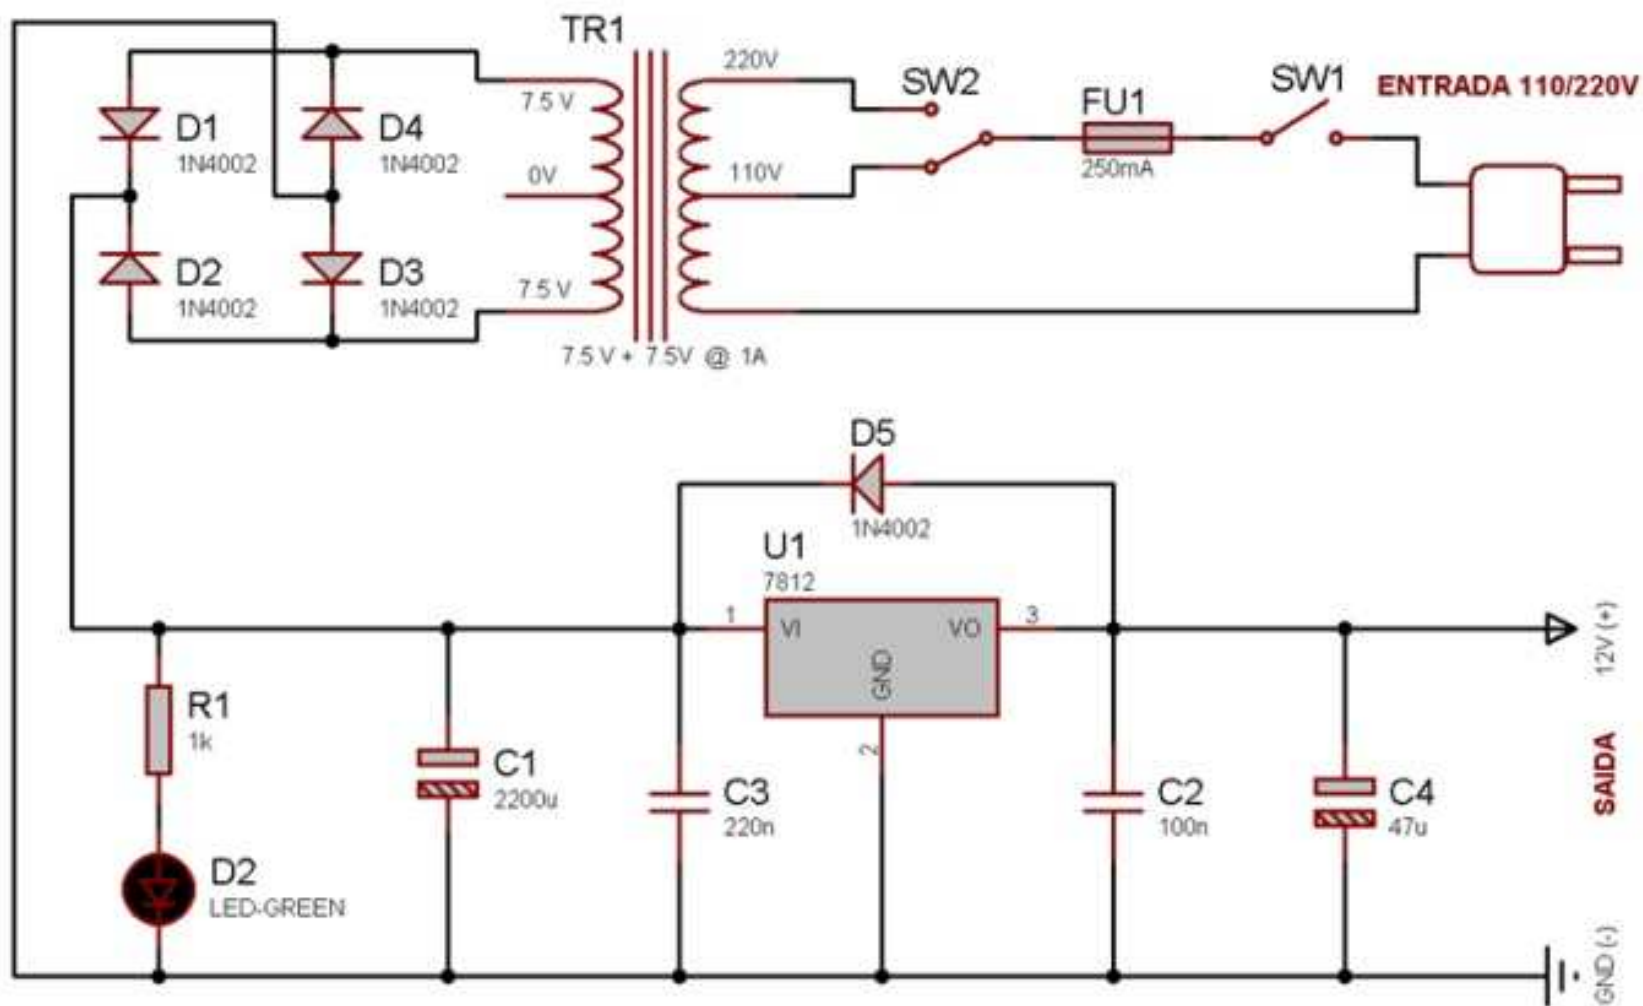 TR1
220V
SW2
SW1
ENTRADA 110/220V
7.5 V
FU1
D1
1N4002
D4
1N4002
0V
110V
250mA
D2
1N4002
D3
1N4002
7.5 V
7.5 V + 7.5V @ 1A
D5
1N4002
U1
7812
1
VI
VO
3
GND
2
12V (+)
R1
1k
C1
2200u
C3
220n
C2
100n
C4
47u
SAIDA
D2
LED-GREEN
GND (-)